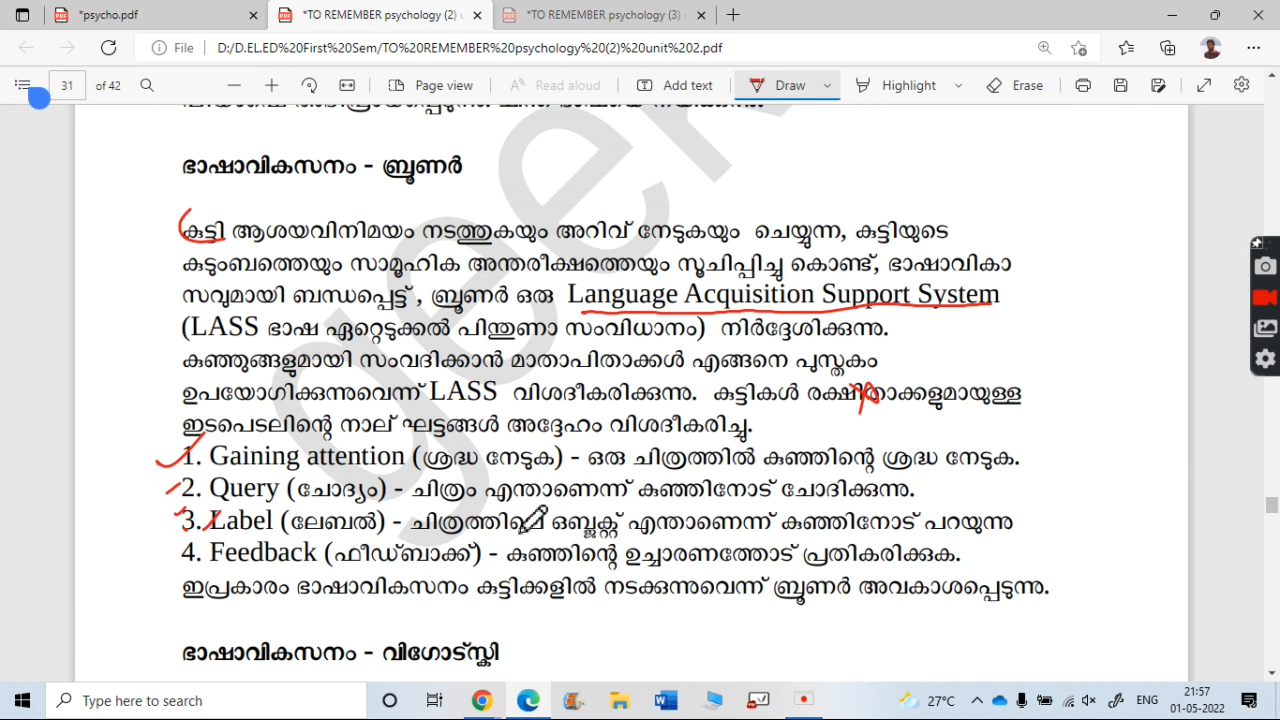 *psycho.pdf
*TO REMEMBER psychology (2) u
*TO REMEMBER psychology (3) u
File D:/D.EL.ED%20First%20Sem/TO%20REMEMBER%20psychology%20(2)%20unit%202.pdf
31 of 42 Page view Read aloud Add text Draw Highlight Erase
ഭാഷാവികസനം - ബ്രൂണർ
കുട്ടി ആശയവിനിമയം നടത്തുകയും അറിവ് നേടുകയും ചെയ്യുന്ന, കുട്ടിയുടെ
കുടുംബത്തെയും സാമൂഹിക അന്തരീക്ഷത്തെയും സൂചിപ്പിച്ചു കൊണ്ട്, ഭാഷാവികാ
സവുമായി ബന്ധപ്പെട്ട് , ബ്രൂണർ ഒരു Language Acquisition Support System
(LASS ഭാഷ ഏറ്റെടുക്കൽ പിന്തുണാ സംവിധാനം) നിർദ്ദേശിക്കുന്നു.
കുഞ്ഞുങ്ങളുമായി സംവദിക്കാൻ മാതാപിതാക്കൾ എങ്ങനെ പുസ്തകം
ഉപയോഗിക്കുന്നുവെന്ന് LASS വിശദീകരിക്കുന്നു. കുട്ടികൾ രക്ഷിതാക്കളുമായുള്ള
ഇടപെടലിന്റെ നാല് ഘട്ടങ്ങൾ അദ്ദേഹം വിശദീകരിച്ചു.
1. Gaining attention (ശ്രദ്ധ നേടുക) - ഒരു ചിത്രത്തിൽ കുഞ്ഞിന്റെ ശ്രദ്ധ നേടുക.
2. Query (ചോദ്യം) - ചിത്രം എന്താണെന്ന് കുഞ്ഞിനോട് ചോദിക്കുന്നു.
3. Label (ലേബൽ) - ചിത്രത്തിലെ ഒബ്ജക്റ്റ് എന്താണെന്ന് കുഞ്ഞിനോട് പറയുന്നു
4. Feedback (ഫീഡ്ബാക്ക്) - കുഞ്ഞിന്റെ ഉച്ചാരണത്തോട് പ്രതികരിക്കുക.
ഇപ്രകാരം ഭാഷാവികസനം കുട്ടിക്കളിൽ നടക്കുന്നുവെന്ന് ബ്രൂണർ അവകാശപ്പെടുന്നു.
ഭാഷാവികസനം - വിഗോട്സ്കി
Type here to search 27°C ENG 21:57
01-05-2022